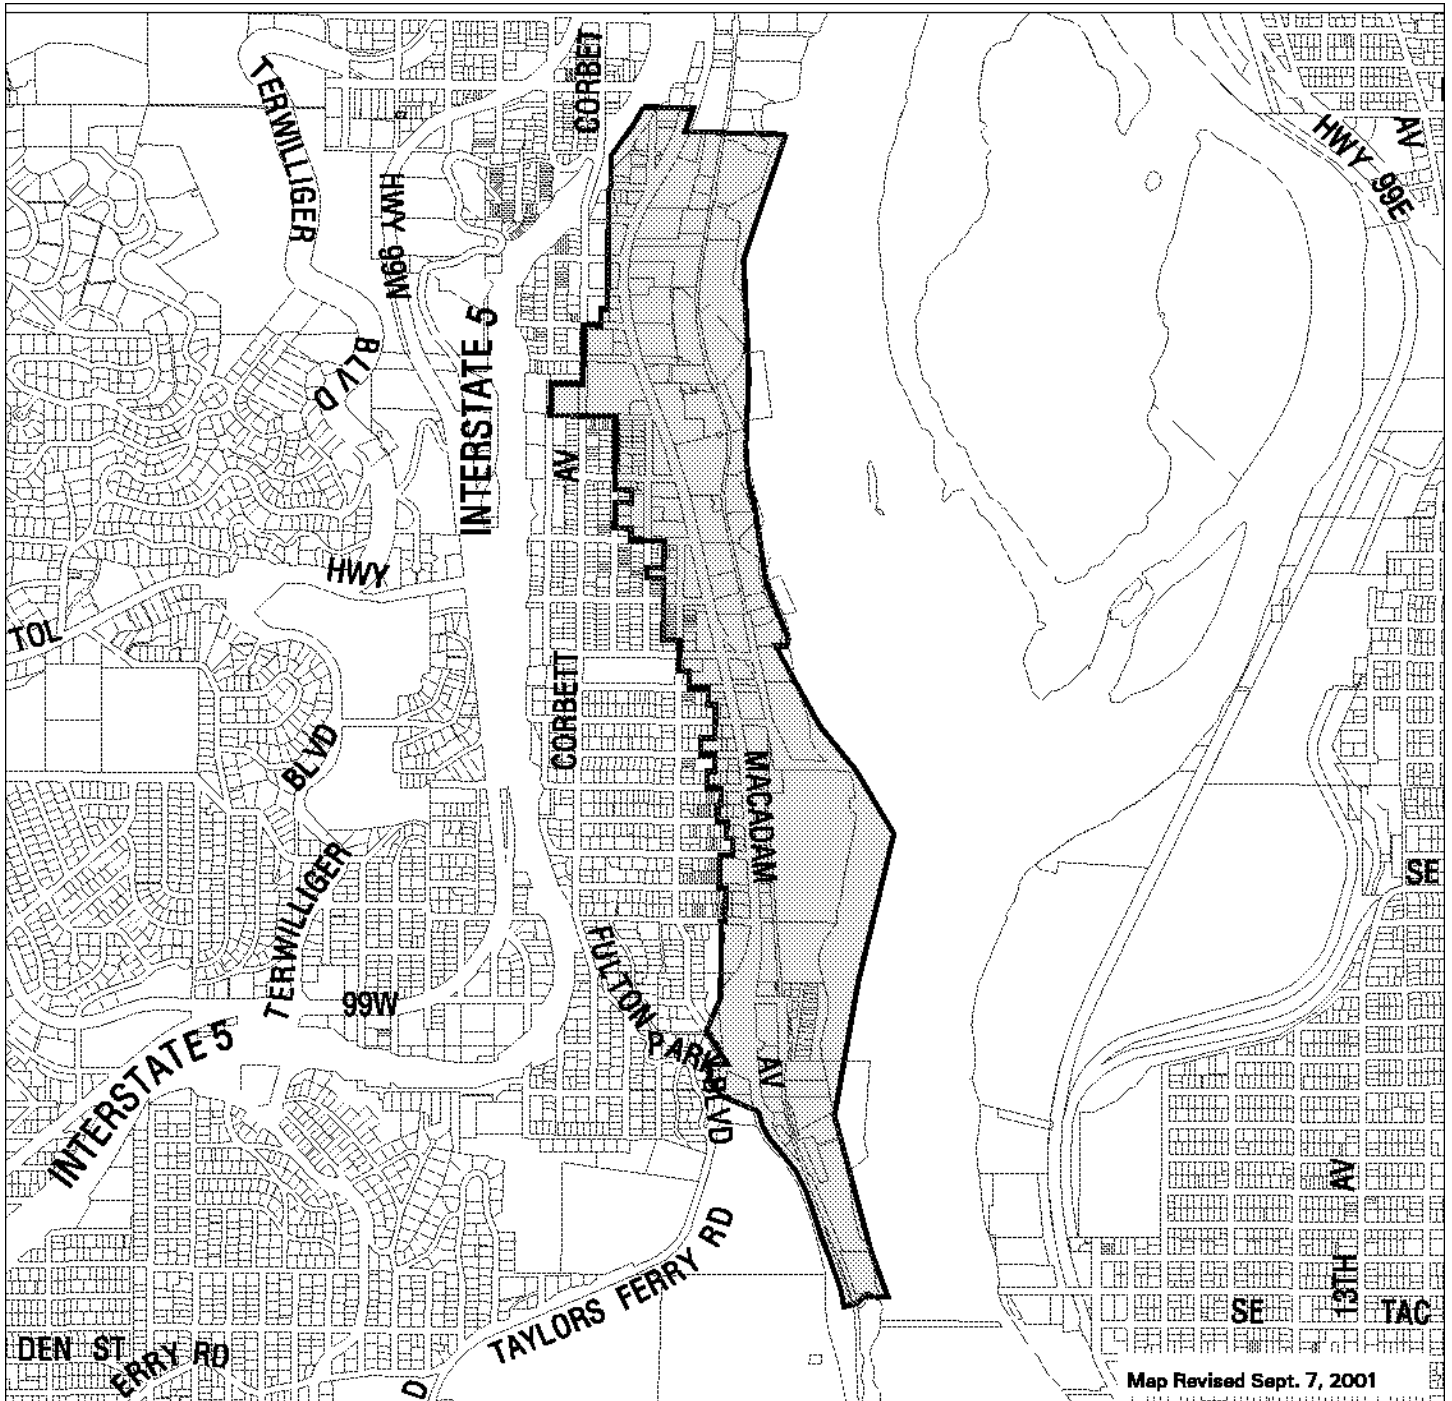 CORBET
TERWILLIGER
HWY 99W
HWY 99E
AV
INTERSTATE 5
BLVD
AV
HWY
TOL
CORBETT
BLVD
MACADAM
TERWILLIGER
SE
FULTON
PARK
BLVD
99W
INTERSTATE 5
AV
AV
13TH
TAYLORS FERRY RD
SE
TAC
DEN ST
ERRY RD
D
Map Revised Sept. 7, 2001